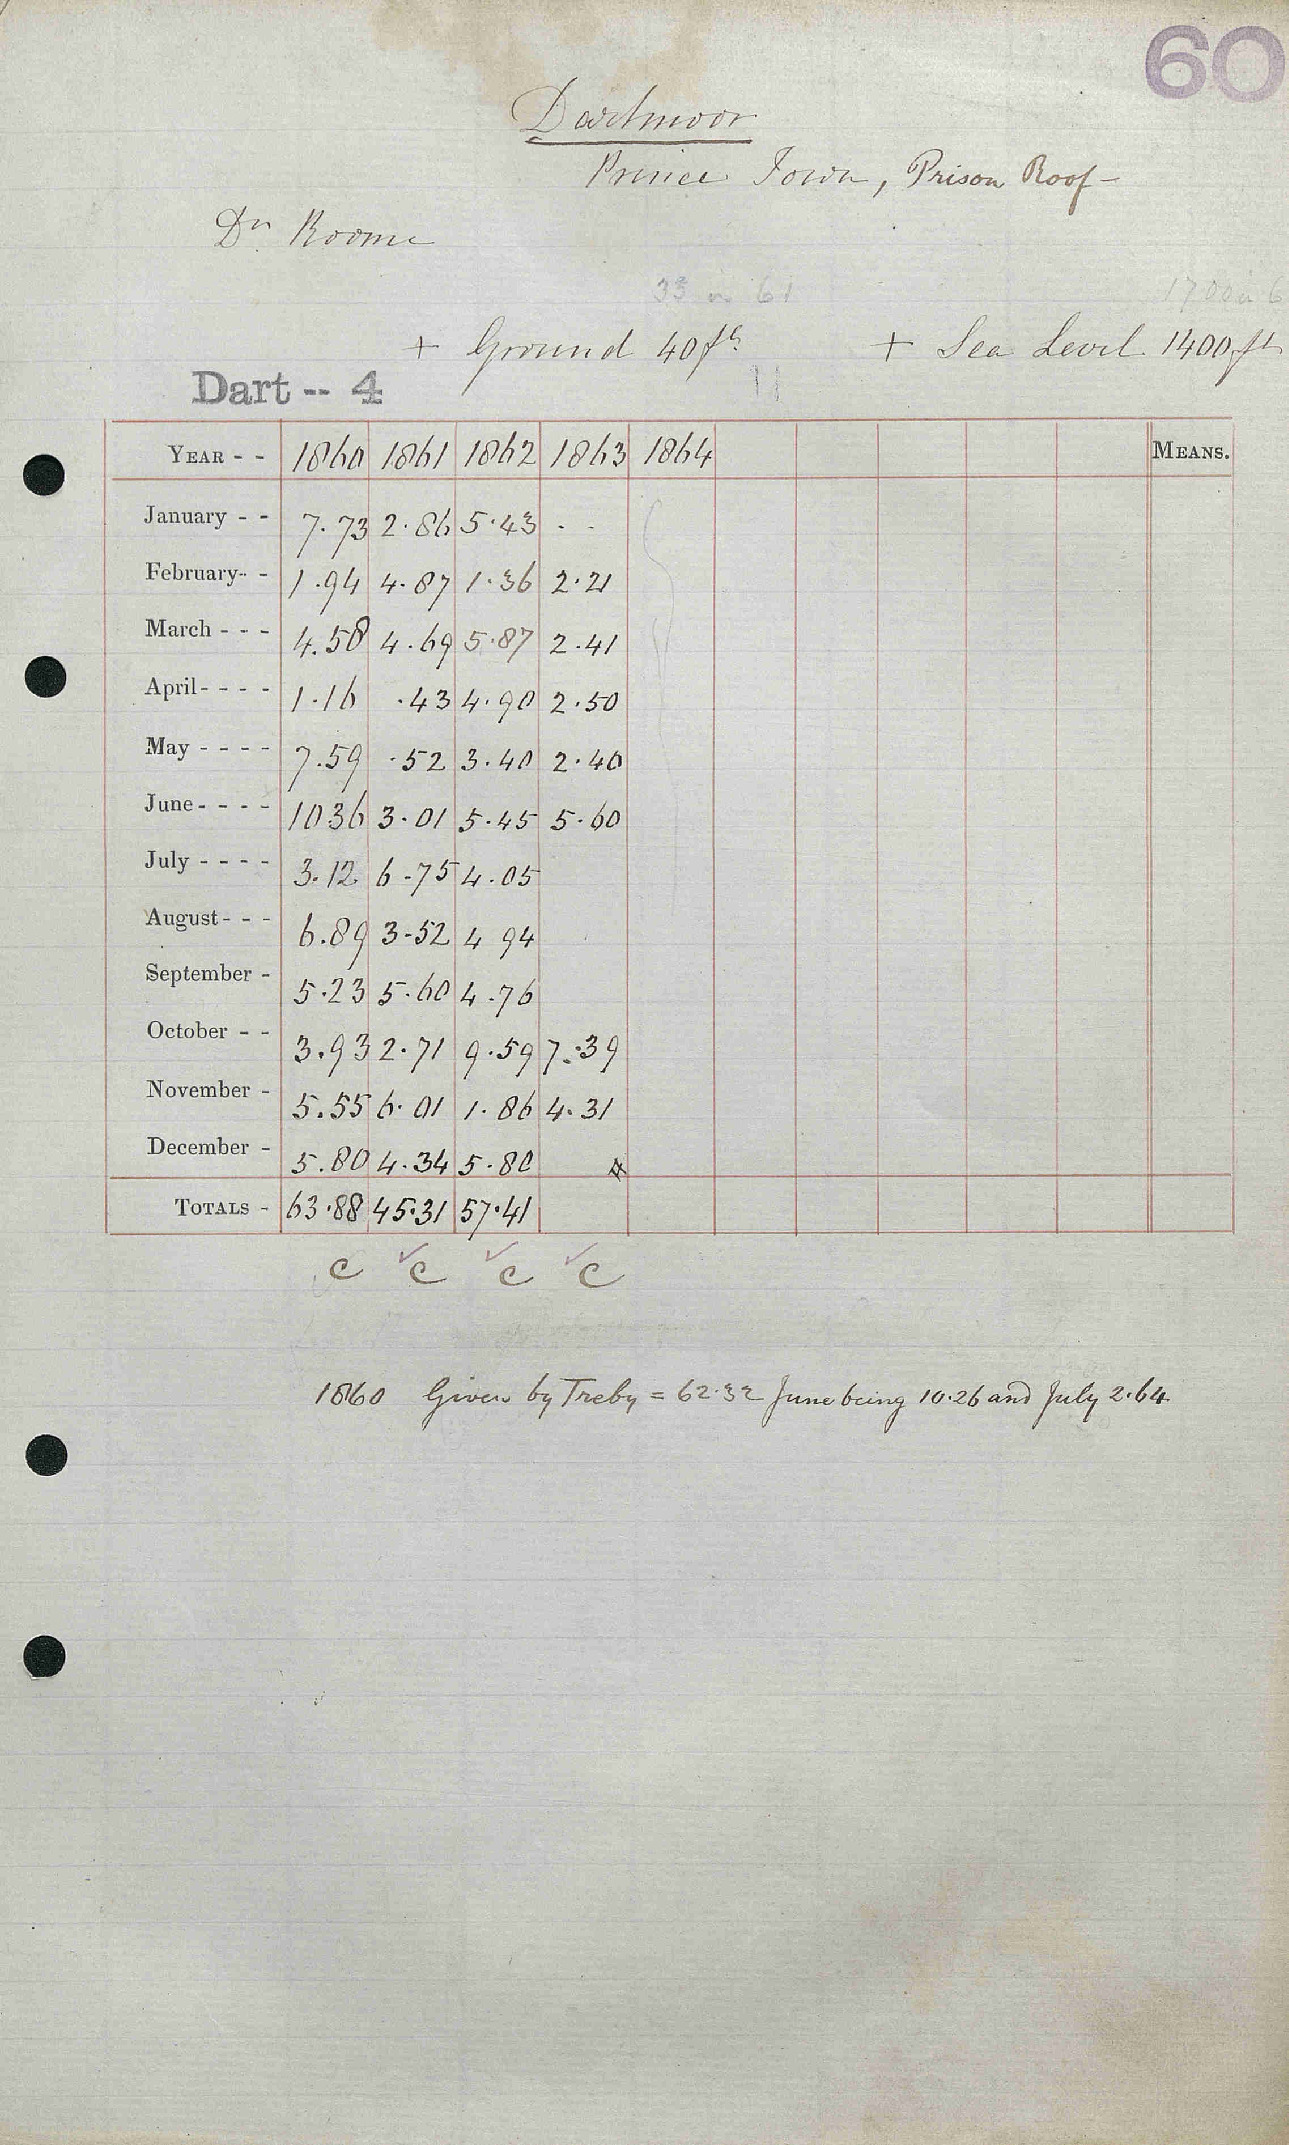 60
Dartmoor
Prince Town, Prison Roof -
Dr. Roome
33 in 61
1700 in 6
+ Ground 40 ft. + Sea Level 1400 ft
Dart -- 4
YEAR - - 1860 1861 1862 1863 1864 MEANS.
January - - 7.73 2.86 5.43 - -
February - - 1.94 4.87 1.36 2.21
March - - - 4.58 4.69 5.87 2.41
April - - - - 1.16 .43 4.90 2.50
May - - - - 7.59 .52 3.40 2.40
June - - - - 10 36 3.01 5.45 5.60
July - - - - 3.12 6.75 4.05
August - - - 6.89 3.52 4 94
September - 5.23 5.60 4.76
October - - 3.93 2.71 9.59 7.39
November - 5.55 6.01 1.86 4.31
December - 5.80 4.34 5.80
TOTALS - 63.88 45.31 57.41
c c c c
1860 Given by Treby = 62.32 June being 10.26 and July 2.64